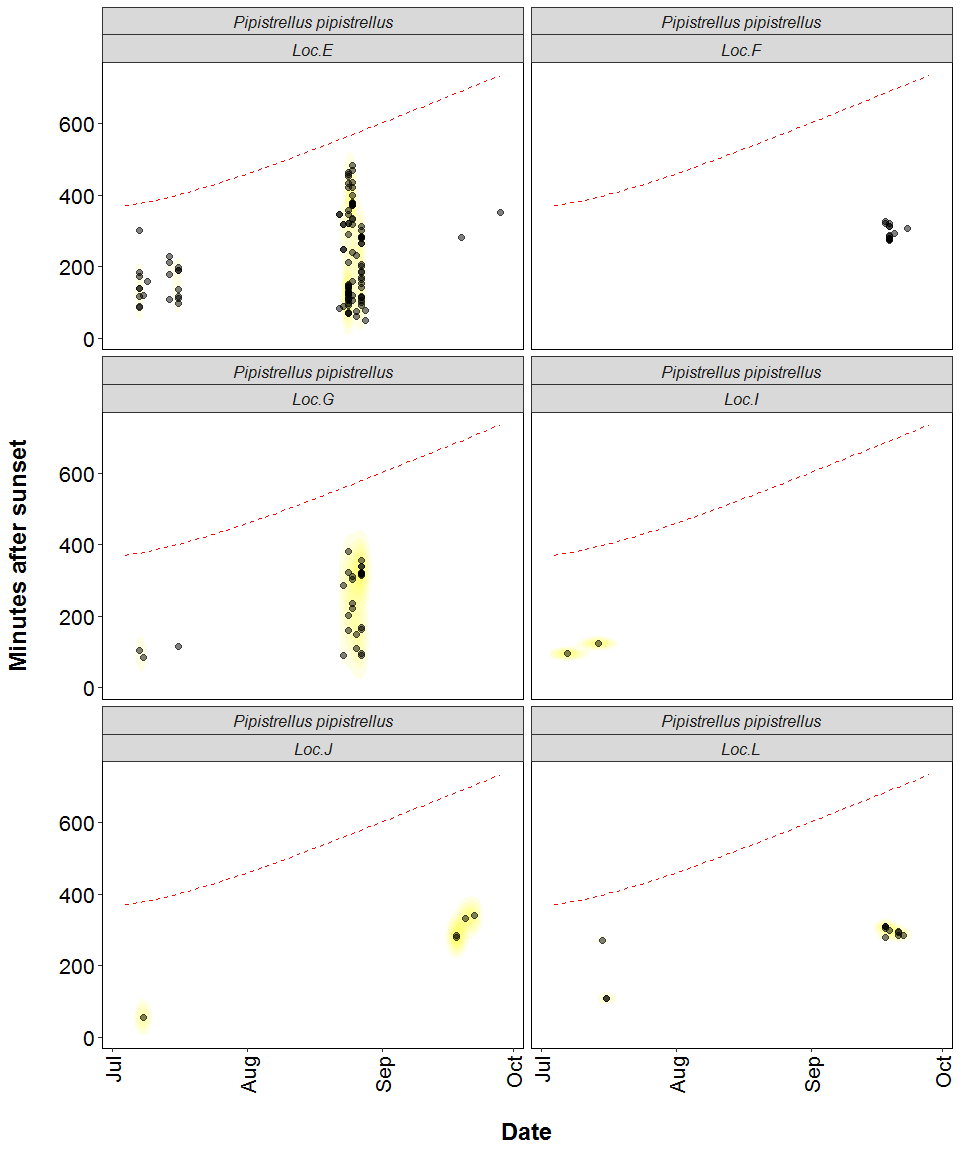 Pipistrellus pipistrellus
Pipistrellus pipistrellus
Loc.E
Loc.F
600
400
200
0
Pipistrellus pipistrellus
Pipistrellus pipistrellus
Loc.G
Loc.I
600
400
200
0
Minutes after sunset
Pipistrellus pipistrellus
Pipistrellus pipistrellus
Loc.J
Loc.L
600
400
200
0
Jul
Aug
Sep
Oct
Jul
Aug
Sep
Oct
Date